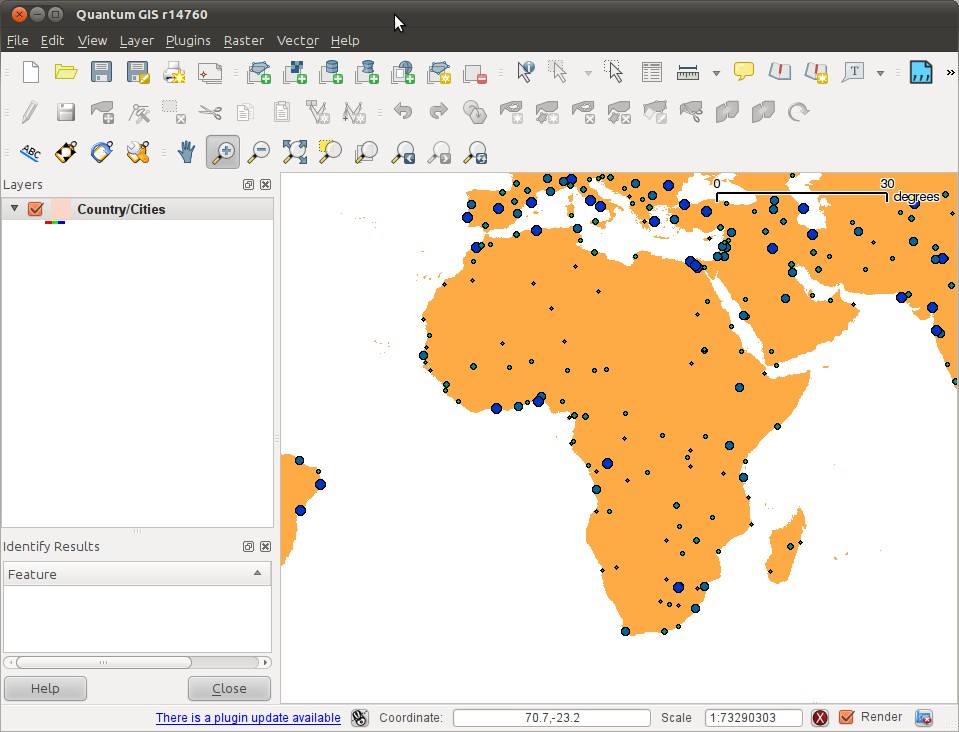 Quantum GIS r14760
File Edit View Layer Plugins Raster Vector Help
T
»
ABC
Layers
Country/Cities
0 30
degrees
Identify Results
Feature
Help Close
There is a plugin update available Coordinate: 70.7,-23.2 Scale 1:73290303 Render